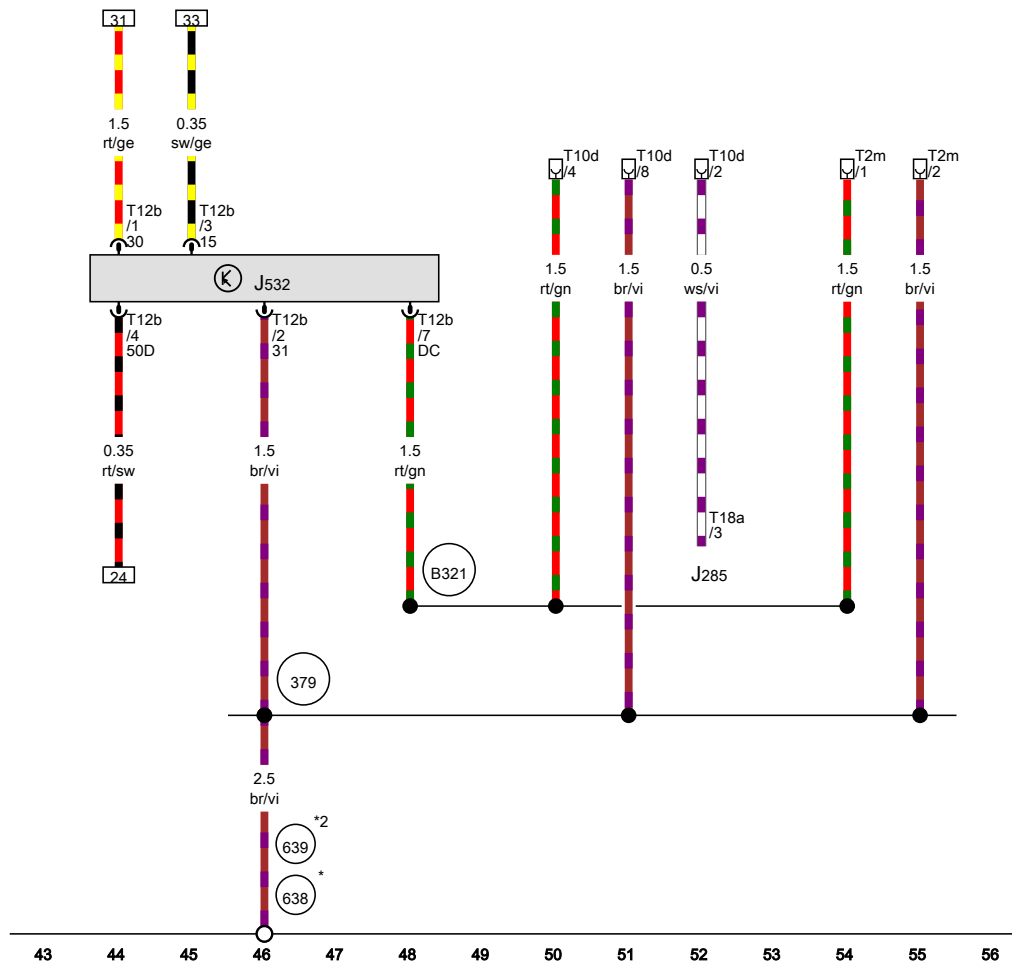 31 33
1.5 0.35
rt/ge sw/ge
T10d T10d T10d T2m T2m
/4 /8 /2 /1 /2
T12b T12b
/1 /3
30 15
1.5 1.5 0.5 1.5 1.5
rt/gn br/vi ws/vi rt/gn br/vi
J532
T12b T12b T12b
/4 /2 /7
50D 31 DC
0.35 1.5 1.5
rt/sw br/vi rt/gn
T18a
/3
24
B321
J285
379
2.5
br/vi
*2
639
*
638
43 44 45 46 47 48 49 50 51 52 53 54 55 56